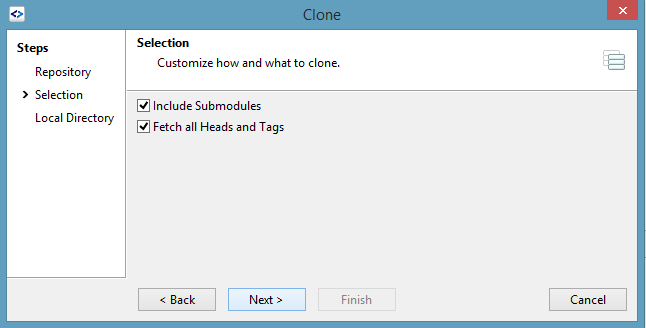 Clone
Steps
Repository
Selection
Local Directory
Selection
Customize how and what to clone.
Include Submodules
Fetch all Heads and Tags
< Back
Next >
Finish
Cancel